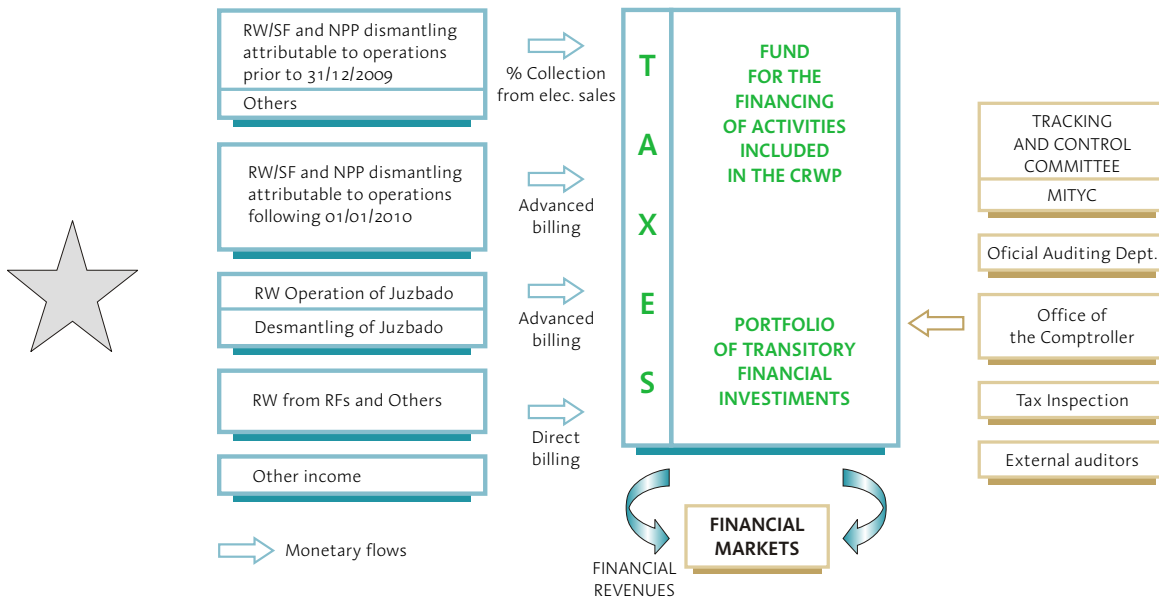 RW/SF and NPP dismantling
attributable to operations
prior to 31/12/2009
Others
RW/SF and NPP dismantling
attributable to operations
following 01/01/2010
RW Operation of Juzbado
Desmantling of Juzbado
RW from RFs and Others
Other income
Monetary flows
% Collection
from elec. sales
Advanced
billing
Advanced
billing
Direct
billing
T
A
X
E
S
FUND
FOR THE
FINANCING
OF ACTIVITIES
INCLUDED
IN THE CRWP
PORTFOLIO
OF TRANSITORY
FINANCIAL
INVESTIMENTS
FINANCIAL
REVENUES
FINANCIAL
MARKETS
TRACKING
AND CONTROL
COMMITTEE
MITYC
Oficial Auditing Dept.
Office of
the Comptroller
Tax Inspection
External auditors